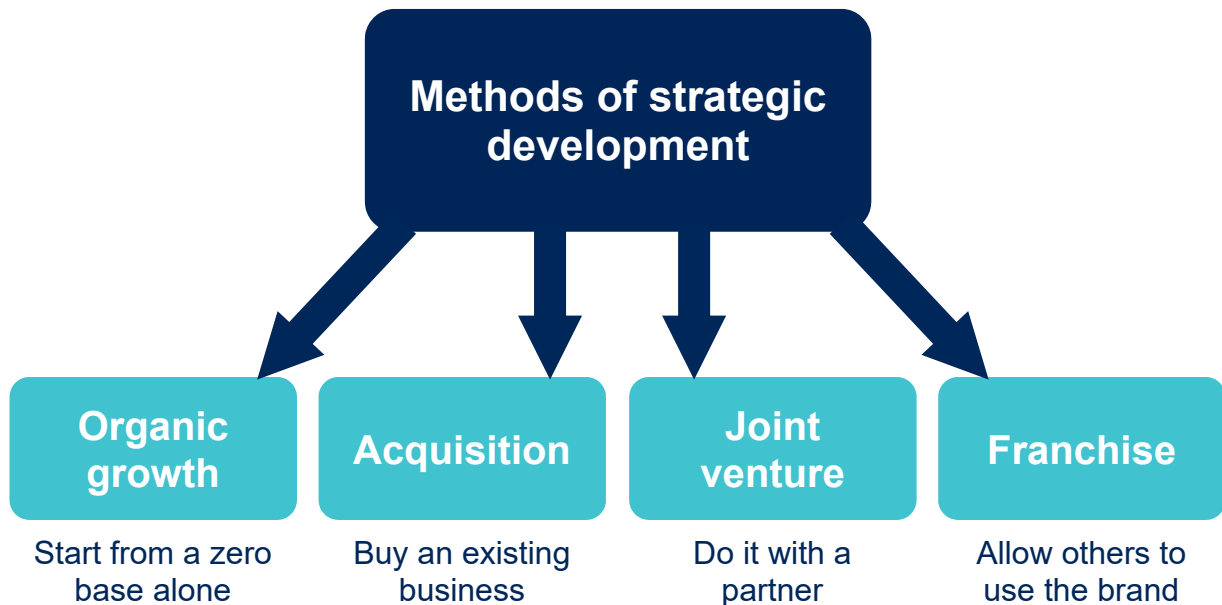 Methods of strategic
development
Organic
growth
Acquisition
Joint
venture
Franchise
Start from a zero
base alone
Buy an existing
business
Do it with a
partner
Allow others to
use the brand